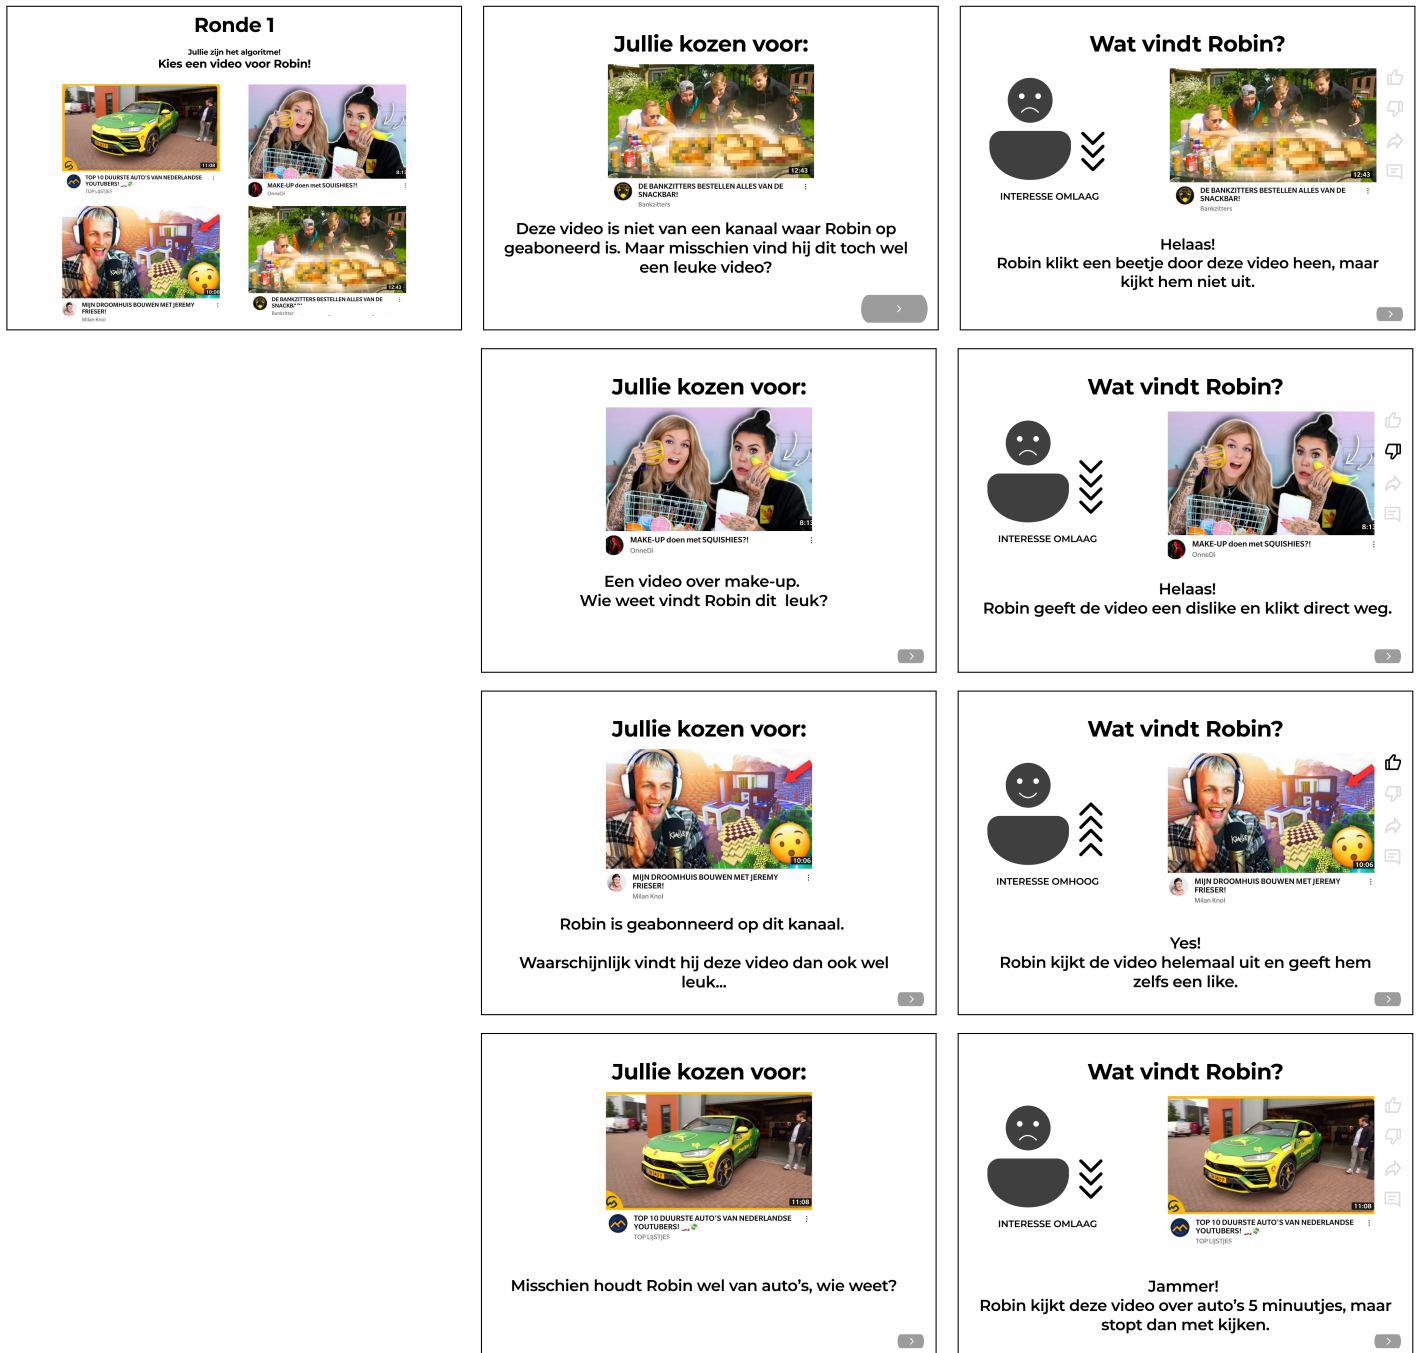 Ronde 1
Jullie zijn het algoritme!
Kies een video voor Robin!
11:08
TOP 10 DUURSTE AUTO'S VAN NEDERLANDSE
YOUTUBERS!
TOP LIJSTJES
8:13
MAKE-UP doen met SQUISHIES?!
OnneDi
10:06
MIJN DROOMHUIS BOUWEN MET JEREMY
FRIESER!
Milan Knol
12:43
DE BANKZITTERS BESTELLEN ALLES VAN DE
Bankzitter
Jullie kozen voor:
12:43
DE BANKZITTERS BESTELLEN ALLES VAN DE
SNACKBAR!
Bankzitters
Deze video is niet van een kanaal waar Robin op
geaboneerd is. Maar misschien vind hij dit toch wel
een leuke video?
Wat vindt Robin?
INTERESSE OMLAAG
12:43
DE BANKZITTERS BESTELLEN ALLES VAN DE
SNACKBAR!
Bankzitters
Helaas!
Robin klikt een beetje door deze video heen, maar
kijkt hem niet uit.
Jullie kozen voor:
8:13
MAKE-UP doen met SQUISHIES?!
OnneDi
Een video over make-up.
Wie weet vindt Robin dit leuk?
Wat vindt Robin?
INTERESSE OMLAAG
8:13
MAKE-UP doen met SQUISHIES?!
OnneDi
Helaas!
Robin geeft de video een dislike en klikt direct weg.
Jullie kozen voor:
10:06
MIJN DROOMHUIS BOUWEN MET JEREMY
FRIESER!
Milan Knol
Robin is geabonneerd op dit kanaal.
Waarschijnlijk vindt hij deze video dan ook wel
leuk...
Wat vindt Robin?
INTERESSE OMHOOG
10:06
MIJN DROOMHUIS BOUWEN MET JEREMY
FRIESER!
Milan Knol
Yes!
Robin kijkt de video helemaal uit en geeft hem
zelfs een like.
Jullie kozen voor:
11:08
TOP 10 DUURSTE AUTO'S VAN NEDERLANDSE
YOUTUBERS!
TOP LIJSTJES
Misschien houdt Robin wel van auto's, wie weet?
Wat vindt Robin?
INTERESSE OMLAAG
11:08
TOP 10 DUURSTE AUTO'S VAN NEDERLANDSE
YOUTUBERS!
TOP LIJSTJES
Jammer!
Robin kijkt deze video over auto's 5 minuutjes, maar
stopt dan met kijken.